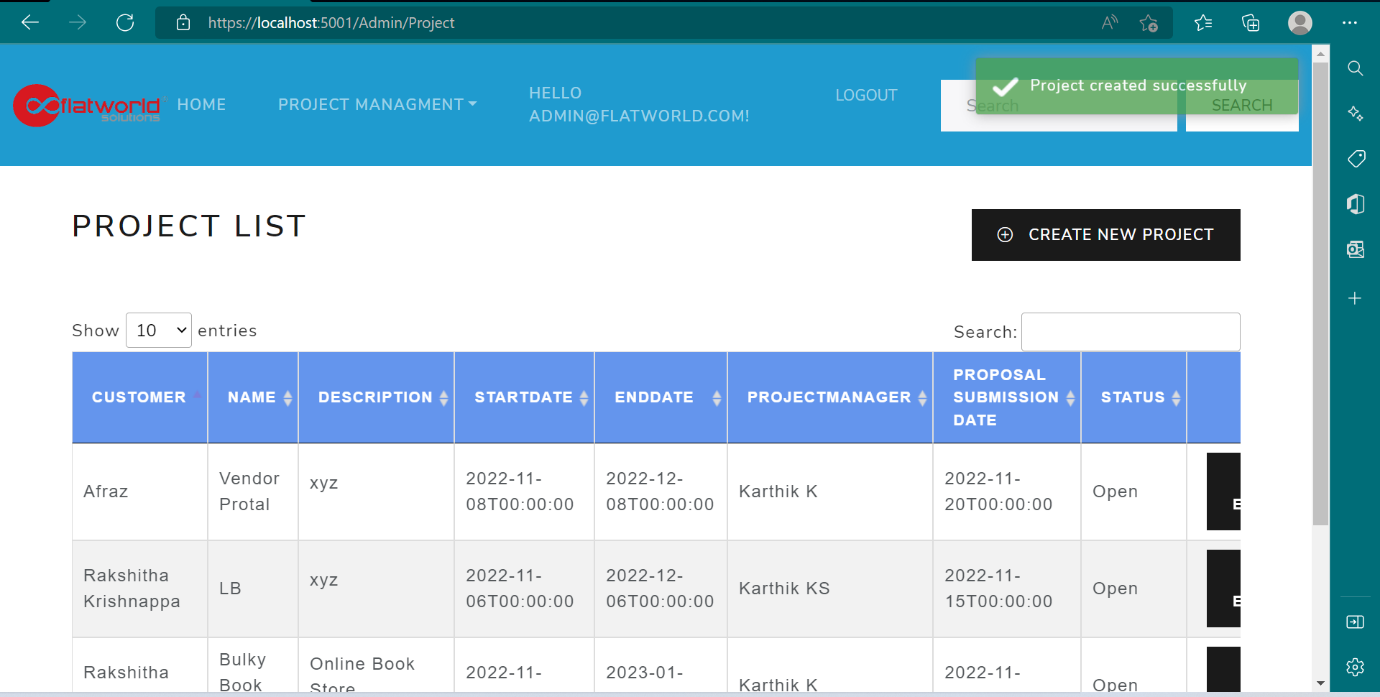 https://localhost:5001/Admin/Project
flatworld
solutions
HOME
PROJECT MANAGMENT
HELLO
ADMIN@FLATWORLD.COM!
LOGOUT
Search
SEARCH
Project created successfully
PROJECT LIST
CREATE NEW PROJECT
Show 10 entries
Search:
CUSTOMER NAME DESCRIPTION STARTDATE ENDDATE PROJECTMANAGER PROPOSAL SUBMISSION DATE STATUS
Afraz
Vendor
Protal
xyz
2022-11-
08T00:00:00
2022-12-
08T00:00:00
Karthik K
2022-11-
20T00:00:00
Open
E
Rakshitha
Krishnappa
LB
xyz
2022-11-
06T00:00:00
2022-12-
06T00:00:00
Karthik KS
2022-11-
15T00:00:00
Open
E
Rakshitha
Bulky
Book
Online Book
Store
2022-11-
2023-01-
Karthik K
2022-11-
Open